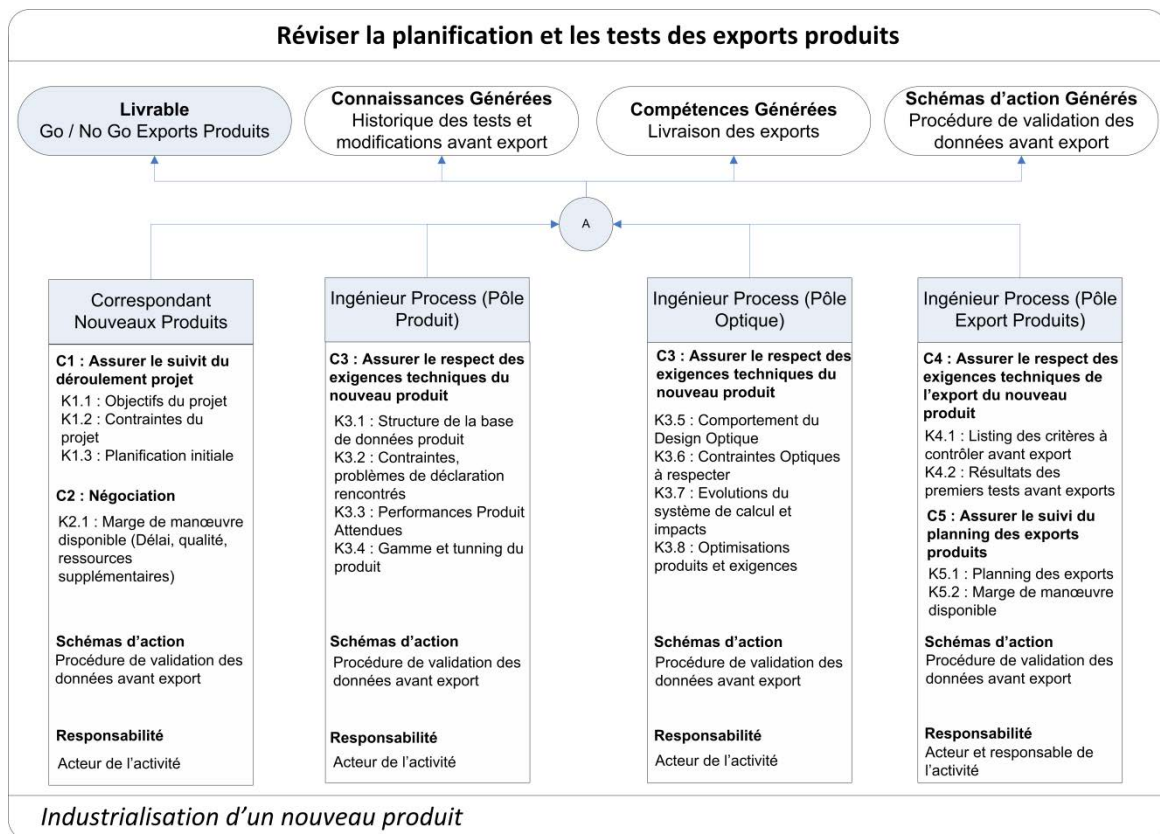 Réviser la planification et les tests des exports produits
Livrable
Go / No Go Exports Produits
Connaissances Générées
Historique des tests et
modifications avant export
Compétences Générées
Livraison des exports
Schémas d'action Générés
Procédure de validation des
données avant export
A
Correspondant
Nouveaux Produits
C1 : Assurer le suivit du
déroulement projet
K1.1 : Objectifs du projet
K1.2 : Contraintes du
projet
K1.3 : Planification initiale
C2 : Négociation
K2.1 : Marge de manœuvre
disponible (Délai, qualité,
ressources
supplémentaires)
Schémas d'action
Procédure de validation des
données avant export
Responsabilité
Acteur de l'activité
Ingénieur Process (Pôle
Produit)
C3 : Assurer le respect des
exigences techniques du
nouveau produit
K3.1 : Structure de la base
de données produit
K3.2 : Contraintes,
problèmes de déclaration
rencontrés
K3.3 : Performances Produit
Attendues
K3.4 : Gamme et tunning du
produit
Schémas d'action
Procédure de validation des
données avant export
Responsabilité
Acteur de l'activité
Ingénieur Process (Pôle
Optique)
C3 : Assurer le respect des
exigences techniques du
nouveau produit
K3.5 : Comportement du
Design Optique
K3.6 : Contraintes Optiques
à respecter
K3.7 : Evolutions du
système de calcul et
impacts
K3.8 : Optimisations
produits et exigences
Schémas d'action
Procédure de validation des
données avant export
Responsabilité
Acteur de l'activité
Ingénieur Process (Pôle
Export Produits)
C4 : Assurer le respect des
exigences techniques de
l'export du nouveau
produit
K4.1 : Listing des critères à
contrôler avant export
K4.2 : Résultats des
premiers tests avant exports
C5 : Assurer le suivi du
planning des exports
produits
K5.1 : Planning des exports
K5.2 : Marge de manœuvre
disponible
Schémas d'action
Procédure de validation des
données avant export
Responsabilité
Acteur et responsable de
l'activité
Industrialisation d'un nouveau produit